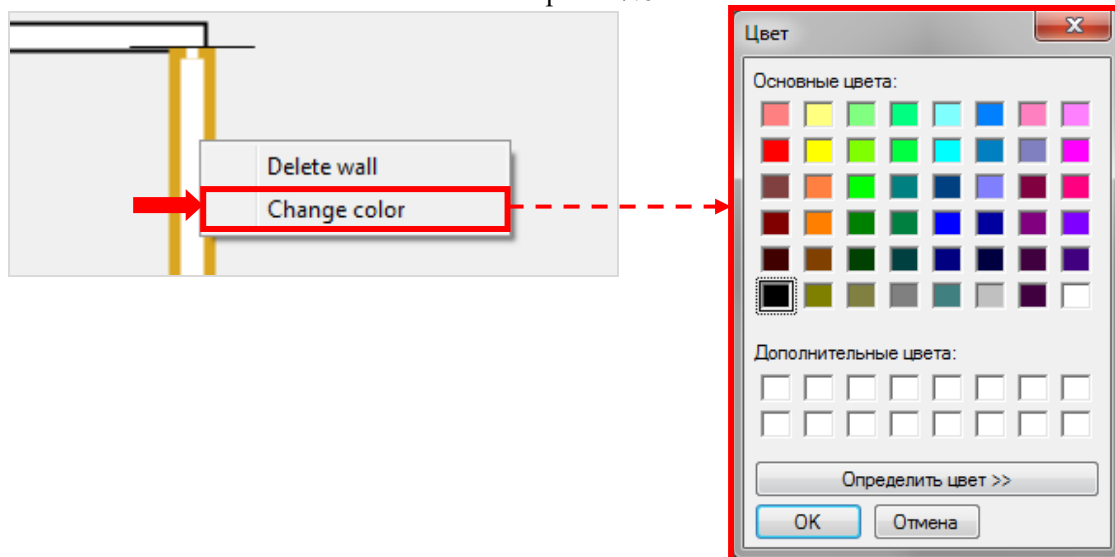 Delete wall
Change color
Цвет
x
Основные цвета:
Дополнительные цвета:
Определить цвет >>
OK
Отмена